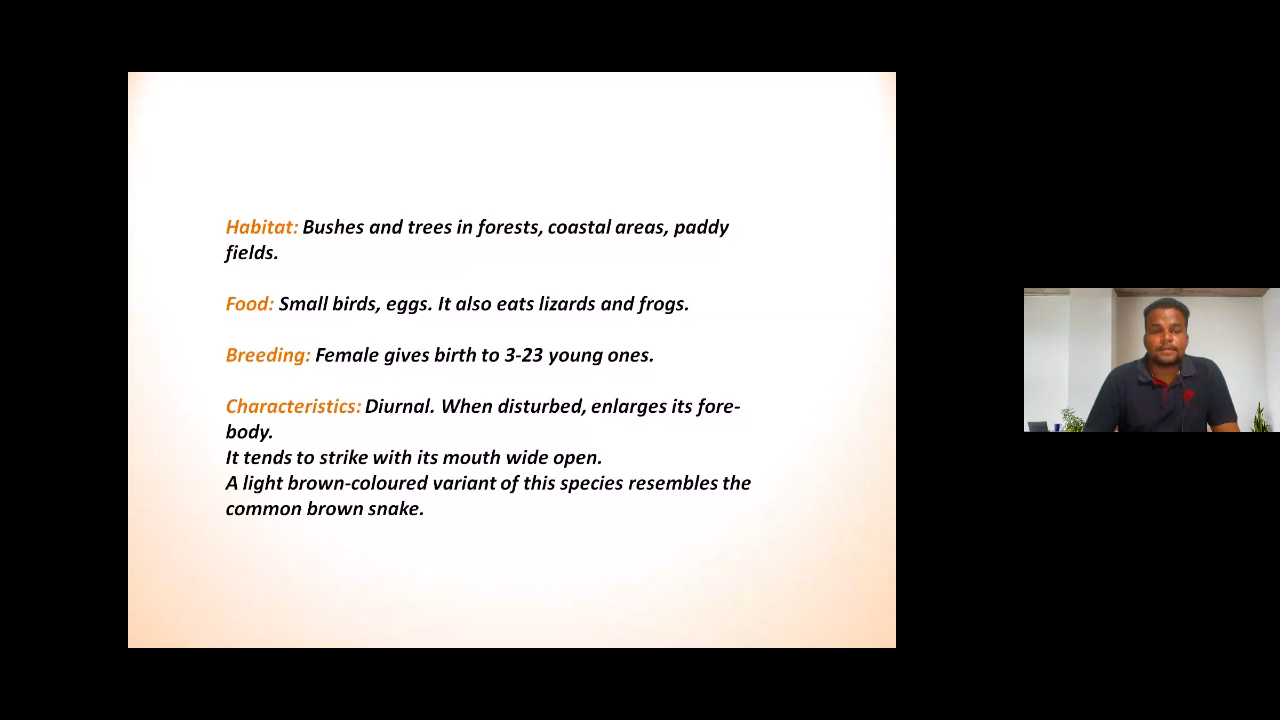 Habitat: Bushes and trees in forests, coastal areas, paddy
fields.
Food: Small birds, eggs. It also eats lizards and frogs.
Breeding: Female gives birth to 3-23 young ones.
Characteristics: Diurnal. When disturbed, enlarges its fore-
body.
It tends to strike with its mouth wide open.
A light brown-coloured variant of this species resembles the
common brown snake.